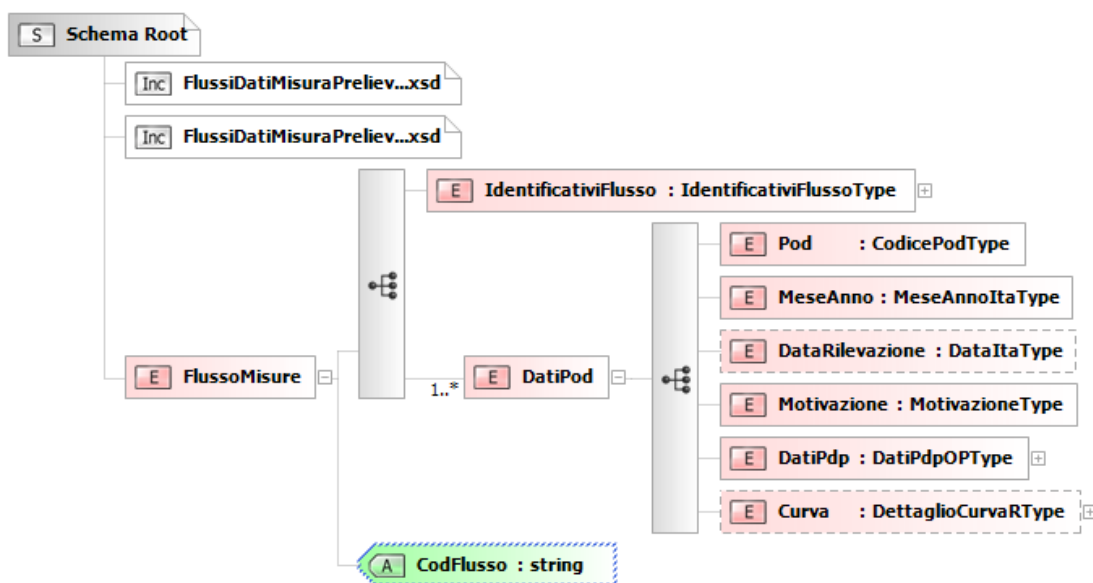 S Schema Root
Inc FlussiDatiMisuraPreliev...xsd
Inc FlussiDatiMisuraPreliev...xsd
E IdentificativiFlusso : IdentificativiFlussoType
E Pod : CodicePodType
E MeseAnno : MeseAnnoItaType
E DataRilevazione : DataItaType
E FlussoMisure
1..* E DatiPod
E Motivazione : MotivazioneType
E DatiPdp : DatiPdpOPType
E Curva : DettaglioCurvaRType
A CodFlusso : string